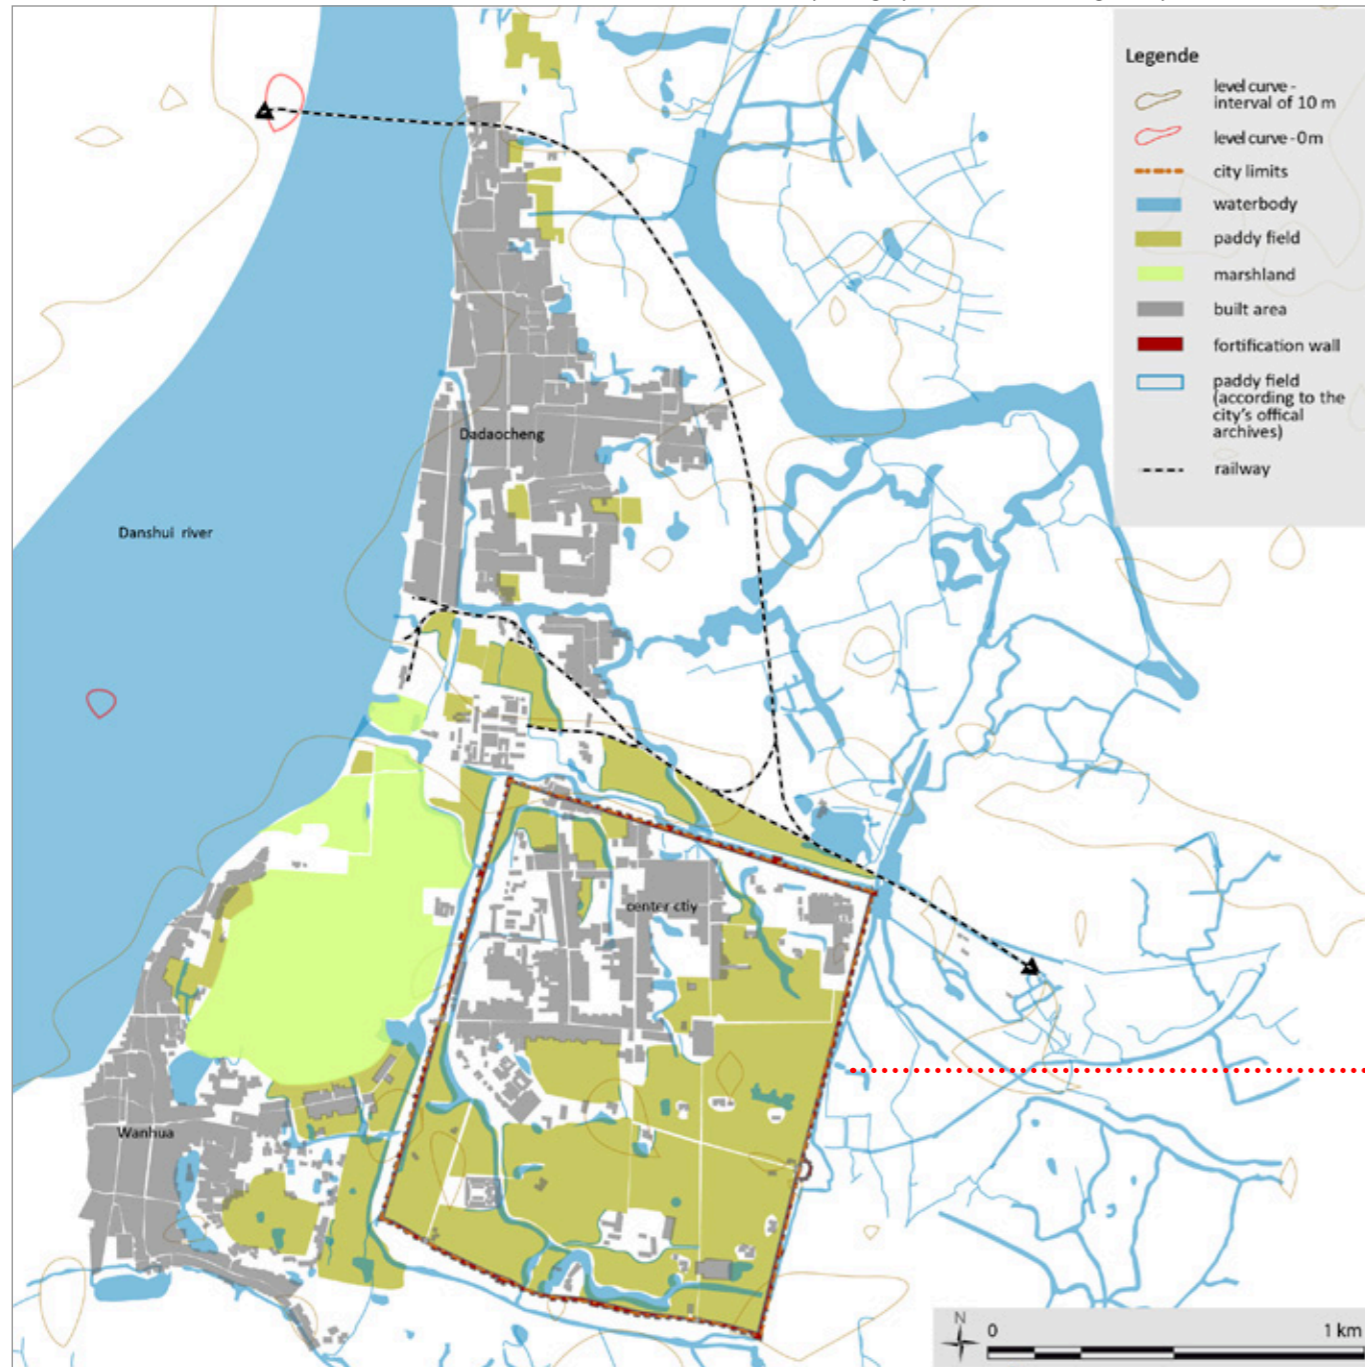 Legende
level curve -
interval of 10 m
level curve - 0m
city limits
waterbody
paddy field
marshland
built area
fortification wall
paddy field
(according to the
city's offical
archives)
railway
Dadaocheng
Danshui river
center ctiy
Wanhua
N
0
1 km